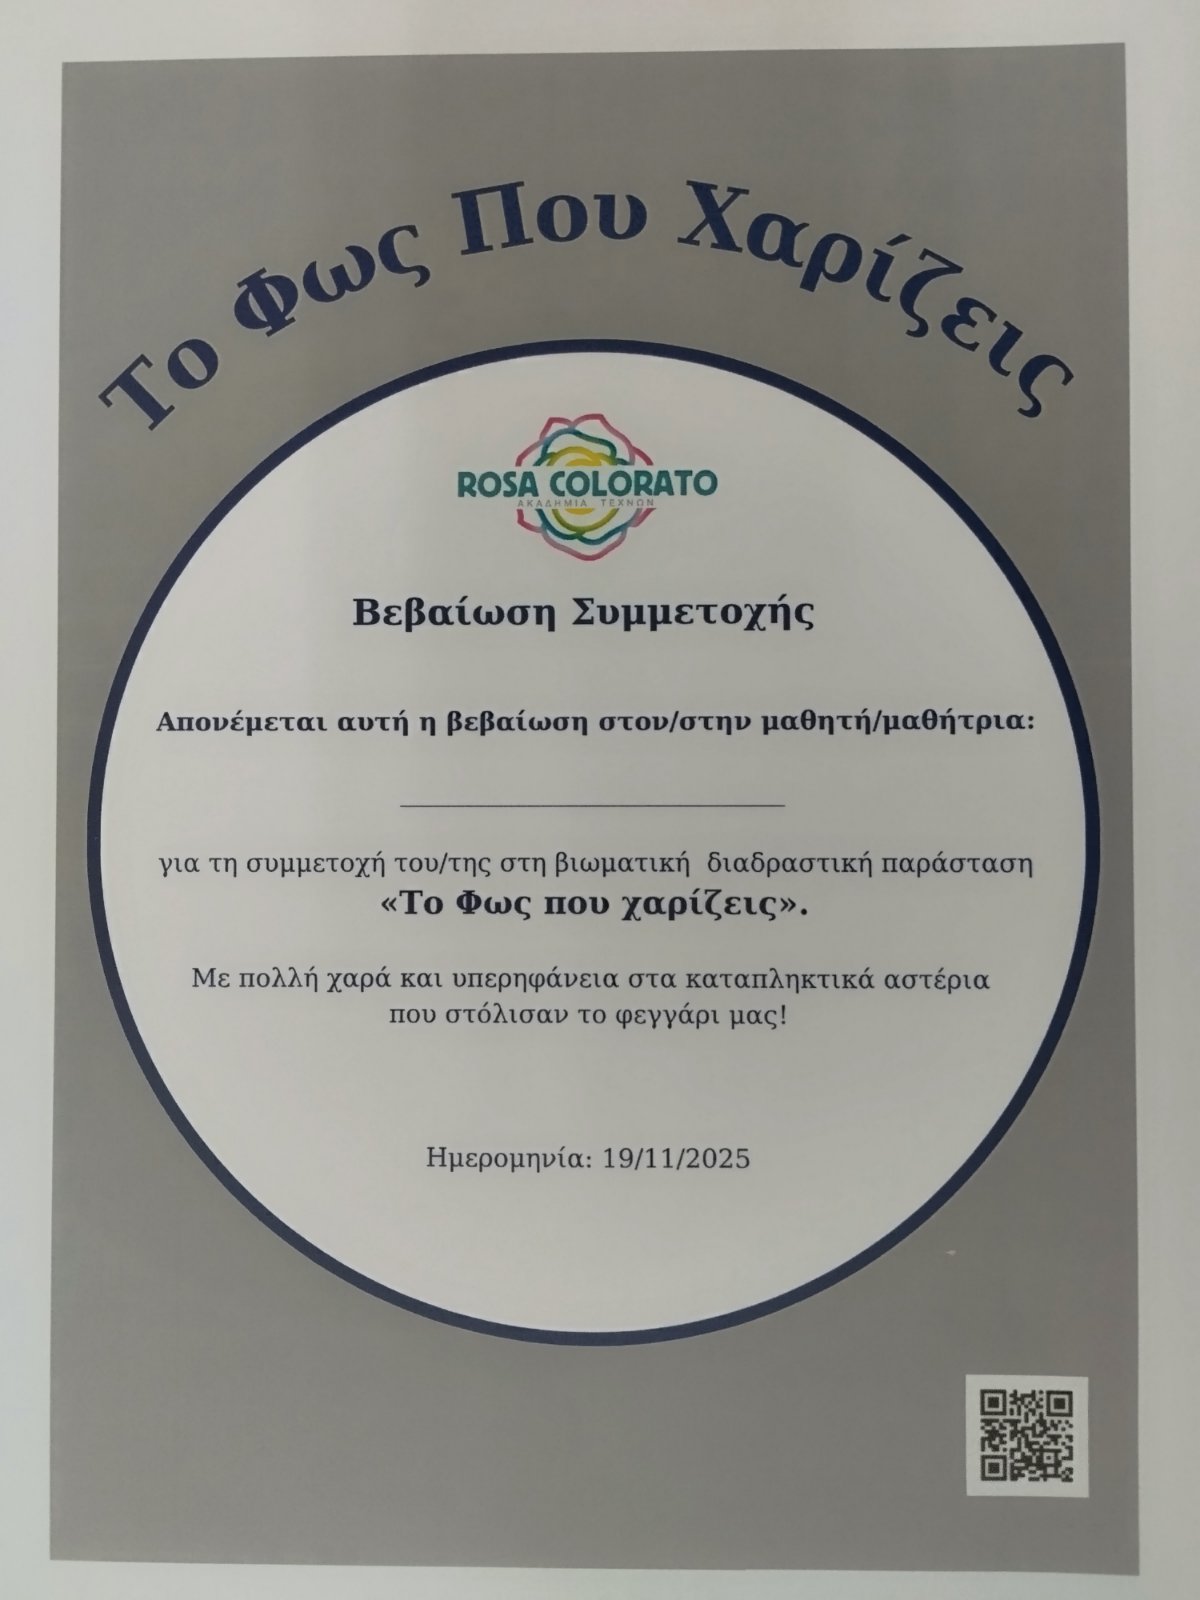 Το Φως Που Χαρίζεις
ROSA COLORATO
ΑΚΑΔΗΜΙΑ ΤΕΧΝΩΝ
Βεβαίωση Συμμετοχής
Απονέμεται αυτή η βεβαίωση στον/στην μαθητή/μαθήτρια:
για τη συμμετοχή του/της στη βιωματική διαδραστική παράσταση
«Το Φως που χαρίζεις».
Με πολλή χαρά και υπερηφάνεια στα καταπληκτικά αστέρια
που στόλισαν το φεγγάρι μας!
Ημερομηνία: 19/11/2025